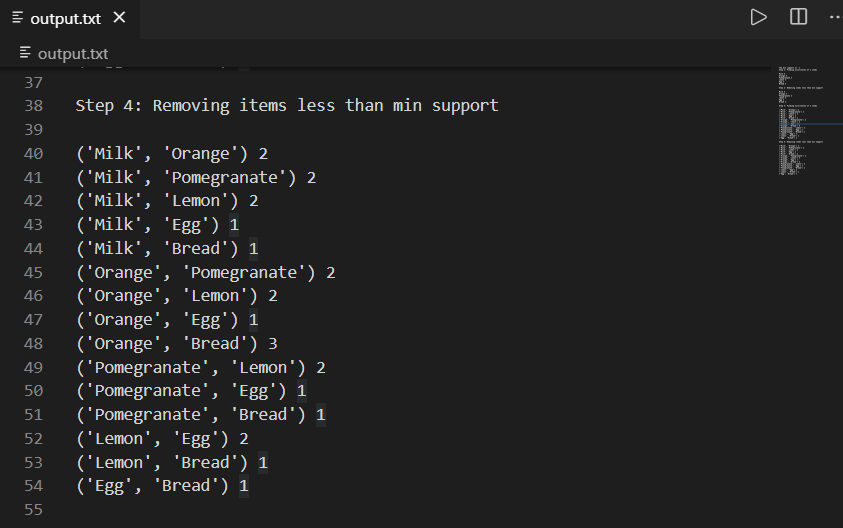 output.txt
output.txt
37
38 Step 4: Removing items less than min support
39
40 ('Milk', 'Orange') 2
41 ('Milk', 'Pomegranate') 2
42 ('Milk', 'Lemon') 2
43 ('Milk', 'Egg') 1
44 ('Milk', 'Bread') 1
45 ('Orange', 'Pomegranate') 2
46 ('Orange', 'Lemon') 2
47 ('Orange', 'Egg') 1
48 ('Orange', 'Bread') 3
49 ('Pomegranate', 'Lemon') 2
50 ('Pomegranate', 'Egg') 1
51 ('Pomegranate', 'Bread') 1
52 ('Lemon', 'Egg') 2
53 ('Lemon', 'Bread') 1
54 ('Egg', 'Bread') 1
55